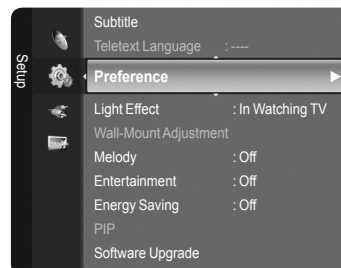 Setup
Subtitle
Teletext Language : ----
Preference
Light Effect : In Watching TV
Wall-Mount Adjustment
Melody : Off
Entertainment : Off
Energy Saving : Off
PIP
Software Upgrade